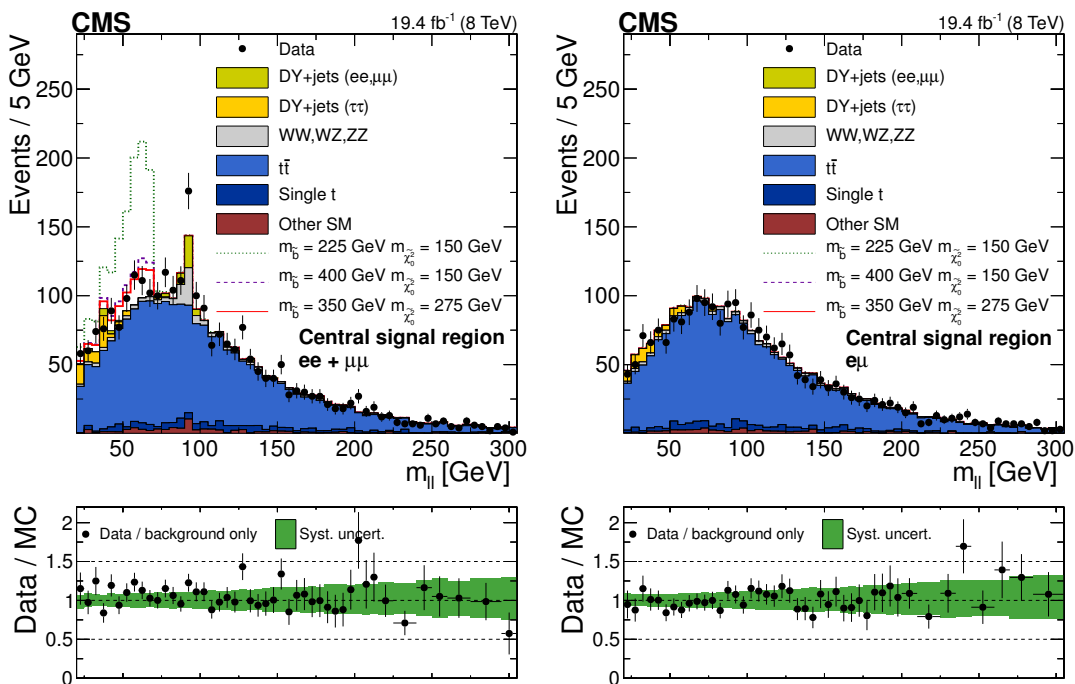 CMS 19.4 fb⁻¹ (8 TeV)
Events / 5 GeV
250
200
150
100
50
Data
DY+jets (ee,μμ)
DY+jets (ττ)
WW,WZ,ZZ
tt̄
Single t
Other SM
m_b̃ = 225 GeV m_χ̃₀² = 150 GeV
m_b̃ = 400 GeV m_χ̃₀² = 150 GeV
m_b̃ = 350 GeV m_χ̃₀² = 275 GeV
Central signal region
ee + μμ
50 100 150 200 250 300
m_ll [GeV]
Data / MC
2
1.5
1
0.5
0
Data / background only Syst. uncert.
CMS 19.4 fb⁻¹ (8 TeV)
Events / 5 GeV
250
200
150
100
50
Data
DY+jets (ee,μμ)
DY+jets (ττ)
WW,WZ,ZZ
tt̄
Single t
Other SM
m_b̃ = 225 GeV m_χ̃₀² = 150 GeV
m_b̃ = 400 GeV m_χ̃₀² = 150 GeV
m_b̃ = 350 GeV m_χ̃₀² = 275 GeV
Central signal region
eμ
50 100 150 200 250 300
m_ll [GeV]
Data / MC
2
1.5
1
0.5
0
Data / background only Syst. uncert.